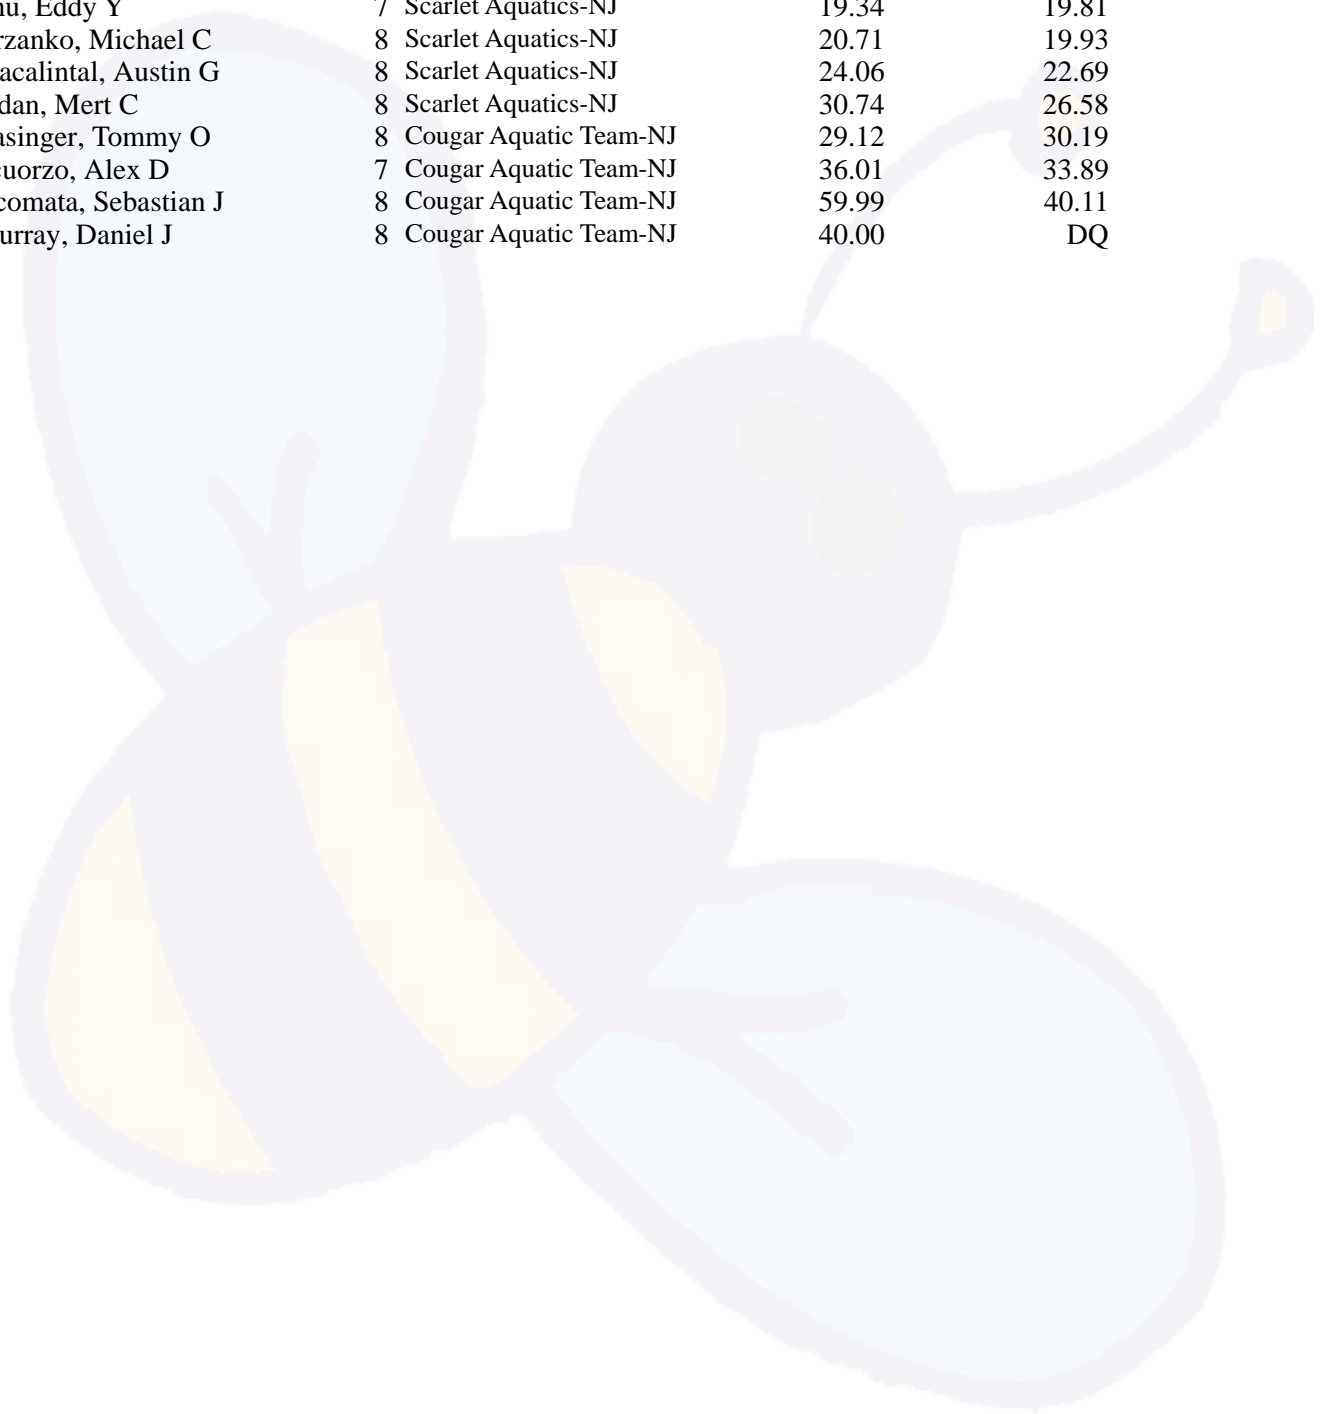 nu, Eddy Y 7 Scarlet Aquatics-NJ 19.34 19.81
rzanko, Michael C 8 Scarlet Aquatics-NJ 20.71 19.93
acalintal, Austin G 8 Scarlet Aquatics-NJ 24.06 22.69
dan, Mert C 8 Scarlet Aquatics-NJ 30.74 26.58
asinger, Tommy O 8 Cougar Aquatic Team-NJ 29.12 30.19
cuorzo, Alex D 7 Cougar Aquatic Team-NJ 36.01 33.89
comata, Sebastian J 8 Cougar Aquatic Team-NJ 59.99 40.11
urray, Daniel J 8 Cougar Aquatic Team-NJ 40.00 DQ